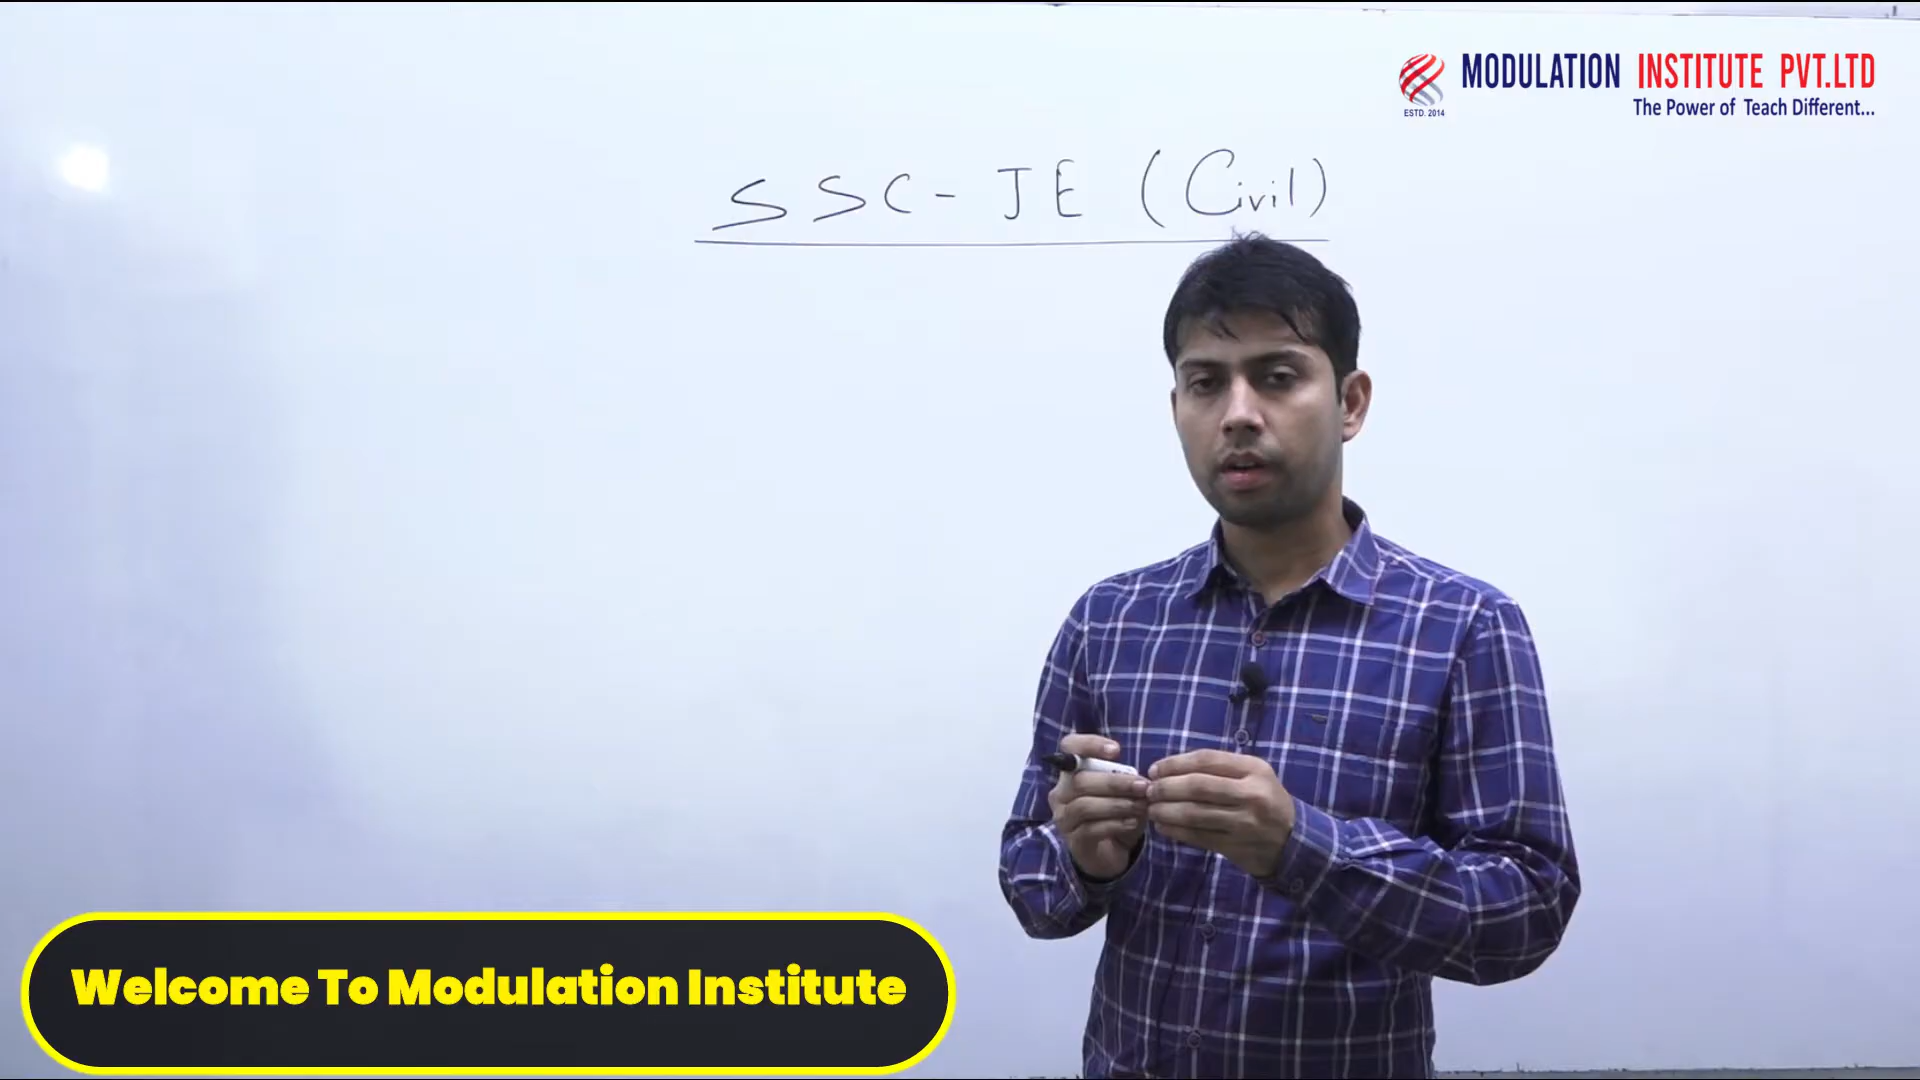 MODULATION INSTITUTE PVT.LTD
The Power of Teach Different...
ESTD. 2014
SSC-JE (Civil)
Welcome To Modulation Institute